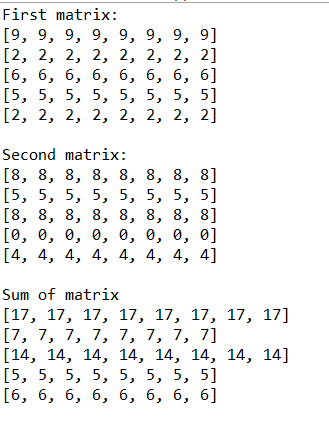 First matrix:
[9, 9, 9, 9, 9, 9, 9, 9]
[2, 2, 2, 2, 2, 2, 2, 2]
[6, 6, 6, 6, 6, 6, 6, 6]
[5, 5, 5, 5, 5, 5, 5, 5]
[2, 2, 2, 2, 2, 2, 2, 2]
Second matrix:
[8, 8, 8, 8, 8, 8, 8, 8]
[5, 5, 5, 5, 5, 5, 5, 5]
[8, 8, 8, 8, 8, 8, 8, 8]
[0, 0, 0, 0, 0, 0, 0, 0]
[4, 4, 4, 4, 4, 4, 4, 4]
Sum of matrix
[17, 17, 17, 17, 17, 17, 17, 17]
[7, 7, 7, 7, 7, 7, 7, 7]
[14, 14, 14, 14, 14, 14, 14, 14]
[5, 5, 5, 5, 5, 5, 5, 5]
[6, 6, 6, 6, 6, 6, 6, 6]